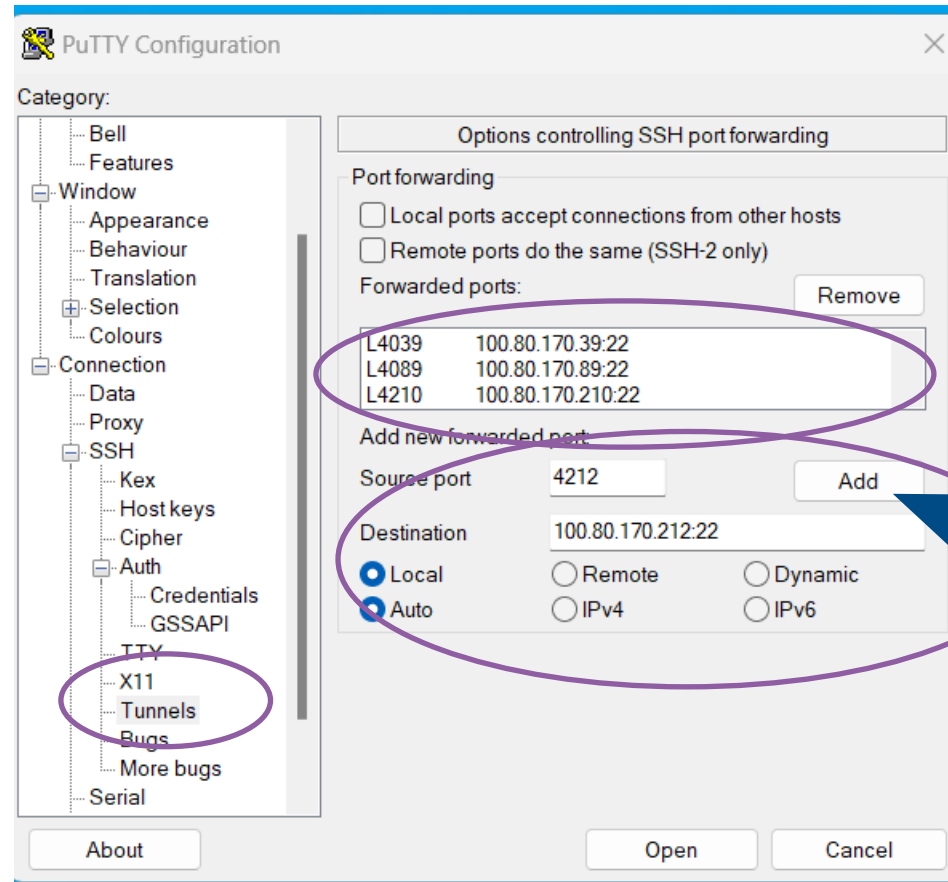 PuTTY Configuration
Category:
Bell
Features
Window
Appearance
Behaviour
Translation
Selection
Colours
Connection
Data
Proxy
SSH
Kex
Host keys
Cipher
Auth
Credentials
GSSAPI
TTY
X11
Tunnels
Bugs
More bugs
Serial
Options controlling SSH port forwarding
Port forwarding
Local ports accept connections from other hosts
Remote ports do the same (SSH-2 only)
Forwarded ports:
Remove
L4039 100.80.170.39:22
L4089 100.80.170.89:22
L4210 100.80.170.210:22
Add new forwarded port:
Source port 4212 Add
Destination 100.80.170.212:22
Local Remote Dynamic
Auto IPv4 IPv6
About Open Cancel